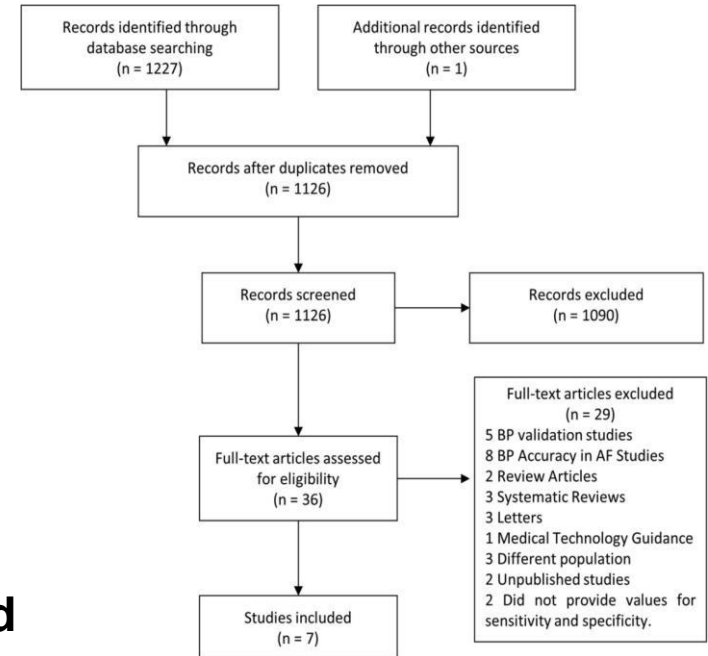 Records identified through
database searching
(n = 1227)
Additional records identified
through other sources
(n = 1)
Records after duplicates removed
(n = 1126)
Records screened
(n = 1126)
Records excluded
(n = 1090)
Full-text articles assessed
for eligibility
(n = 36)
Full-text articles excluded
(n = 29)
5 BP validation studies
8 BP Accuracy in AF Studies
2 Review Articles
3 Systematic Reviews
3 Letters
1 Medical Technology Guidance
3 Different population
2 Unpublished studies
2 Did not provide values for
sensitivity and specificity.
Studies included
(n = 7)
d